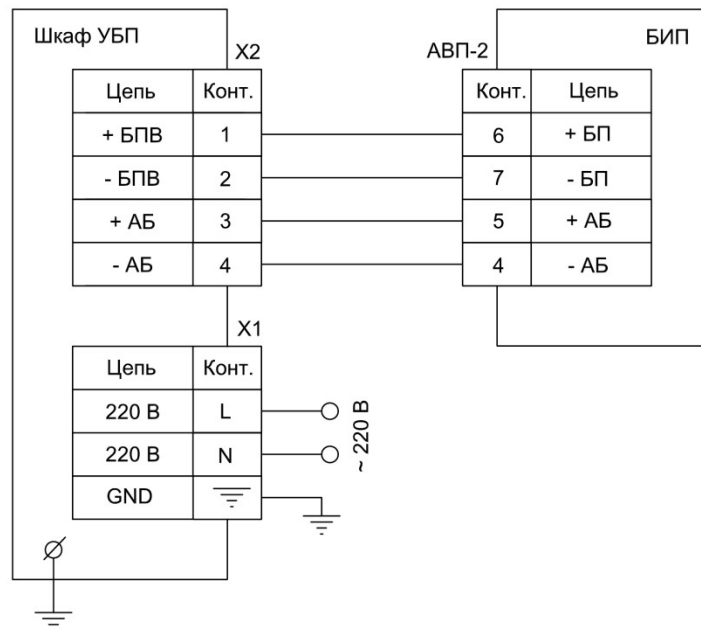 Шкаф УБП
X2
АВП-2
БИП
Цепь Конт.
+ БПВ 1
- БПВ 2
+ АБ 3
- АБ 4
Конт. Цепь
6 + БП
7 - БП
5 + АБ
4 - АБ
X1
Цепь Конт.
220 В L
220 В N
GND
~ 220 В